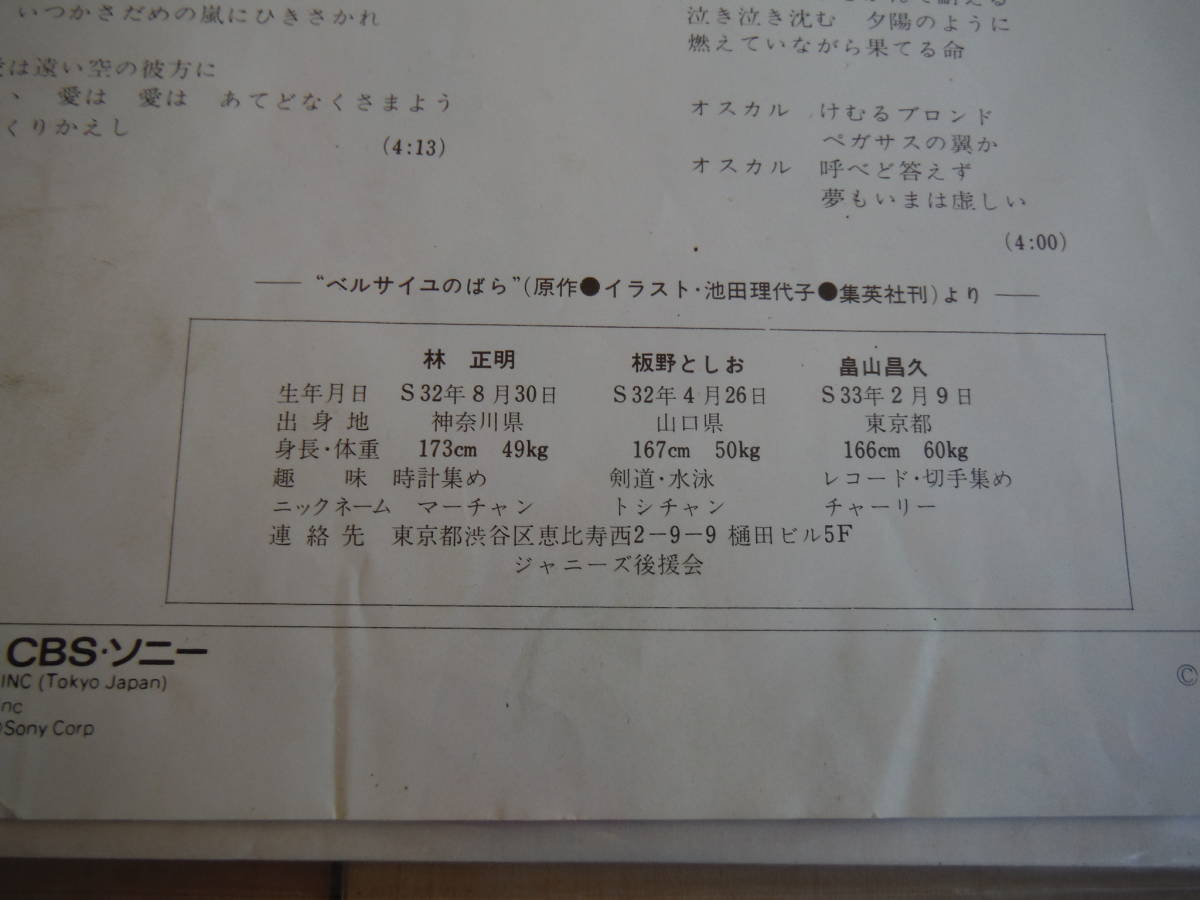 いつかさだめの嵐にひきさかれ
は遠い空の彼方に
愛は 愛は あてどなくさまよう
くりかえし
(4:13)
泣き泣き沈む 夕陽のように
燃えていながら果てる命
オスカル けむるブロンド
ペガサスの翼か
オスカル 呼べど答えず
夢もいまは虚しい
(4:00)
— “ベルサイユのばら”(原作●イラスト・池田理代子●集英社刊)より —
林 正明 板野としお 畠山昌久
生年月日 S32年8月30日 S32年4月26日 S33年2月9日
出身地 神奈川県 山口県 東京都
身長・体重 173cm 49kg 167cm 50kg 166cm 60kg
趣味 時計集め 剣道・水泳 レコード・切手集め
ニックネーム マーチャン トシチャン チャーリー
連絡先 東京都渋谷区恵比寿西2-9-9 樋田ビル5F
ジャニーズ後援会
CBS・ソニー
INC (Tokyo Japan)
nc
Sony Corp
©